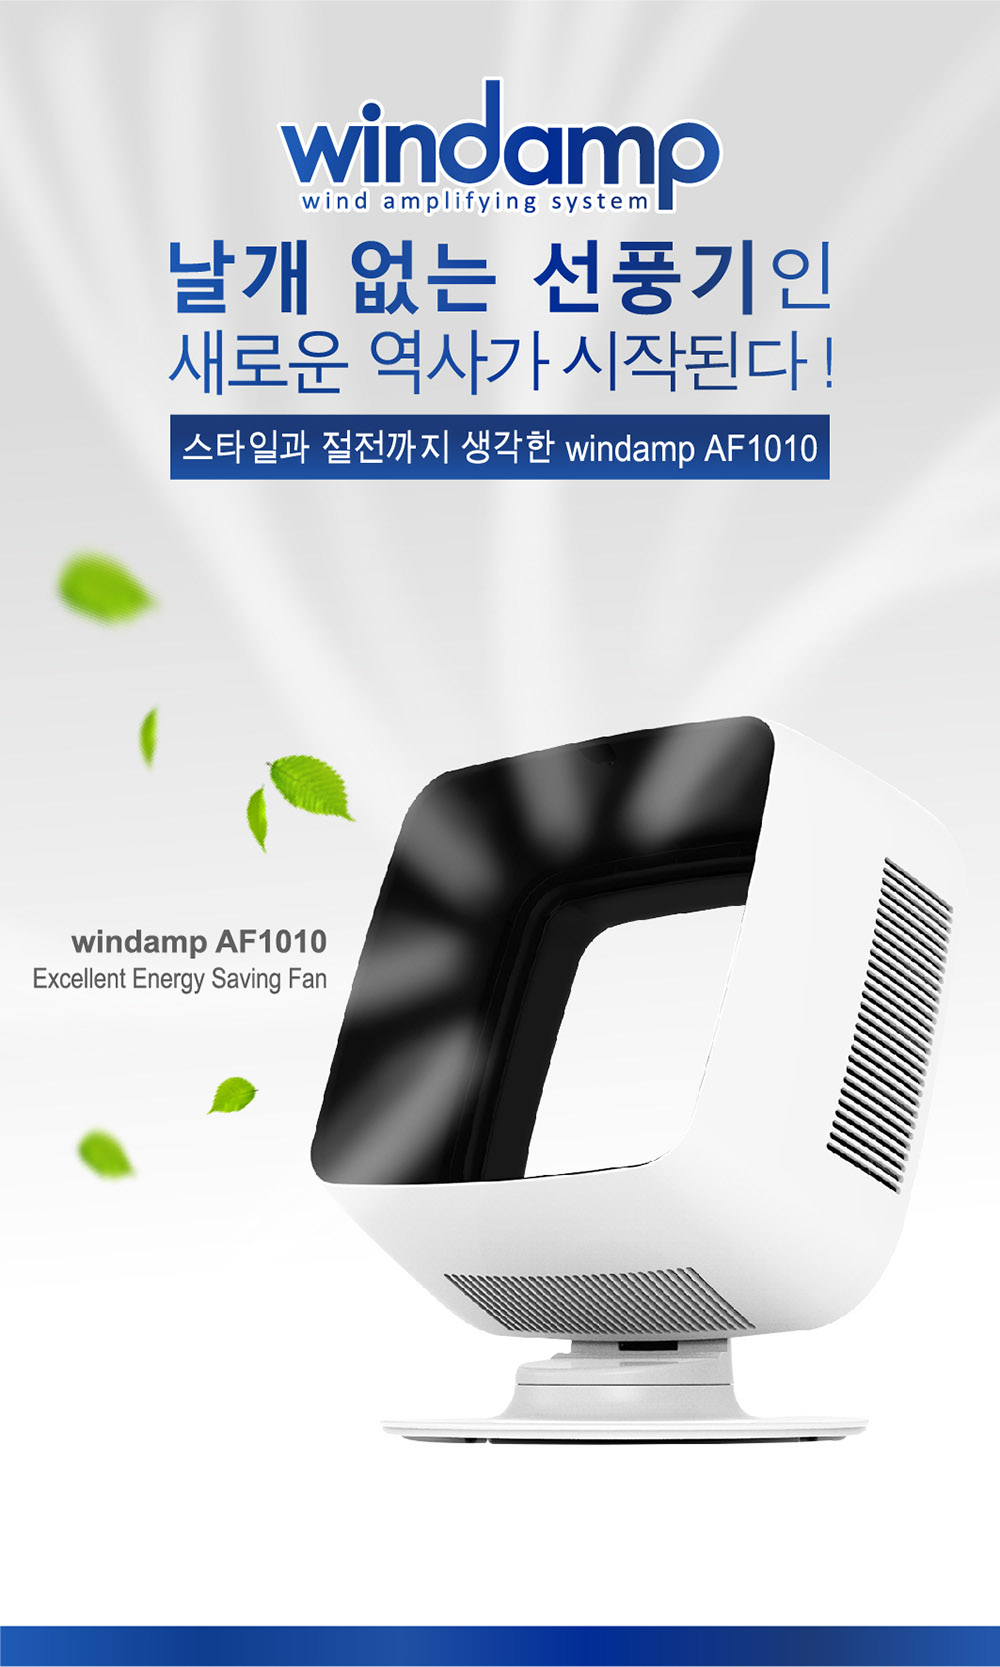 windamp
wind amplifying system
날개 없는 선풍기인
새로운 역사가 시작된다!
스타일과 절전까지 생각한 windamp AF1010
windamp AF1010
Excellent Energy Saving Fan